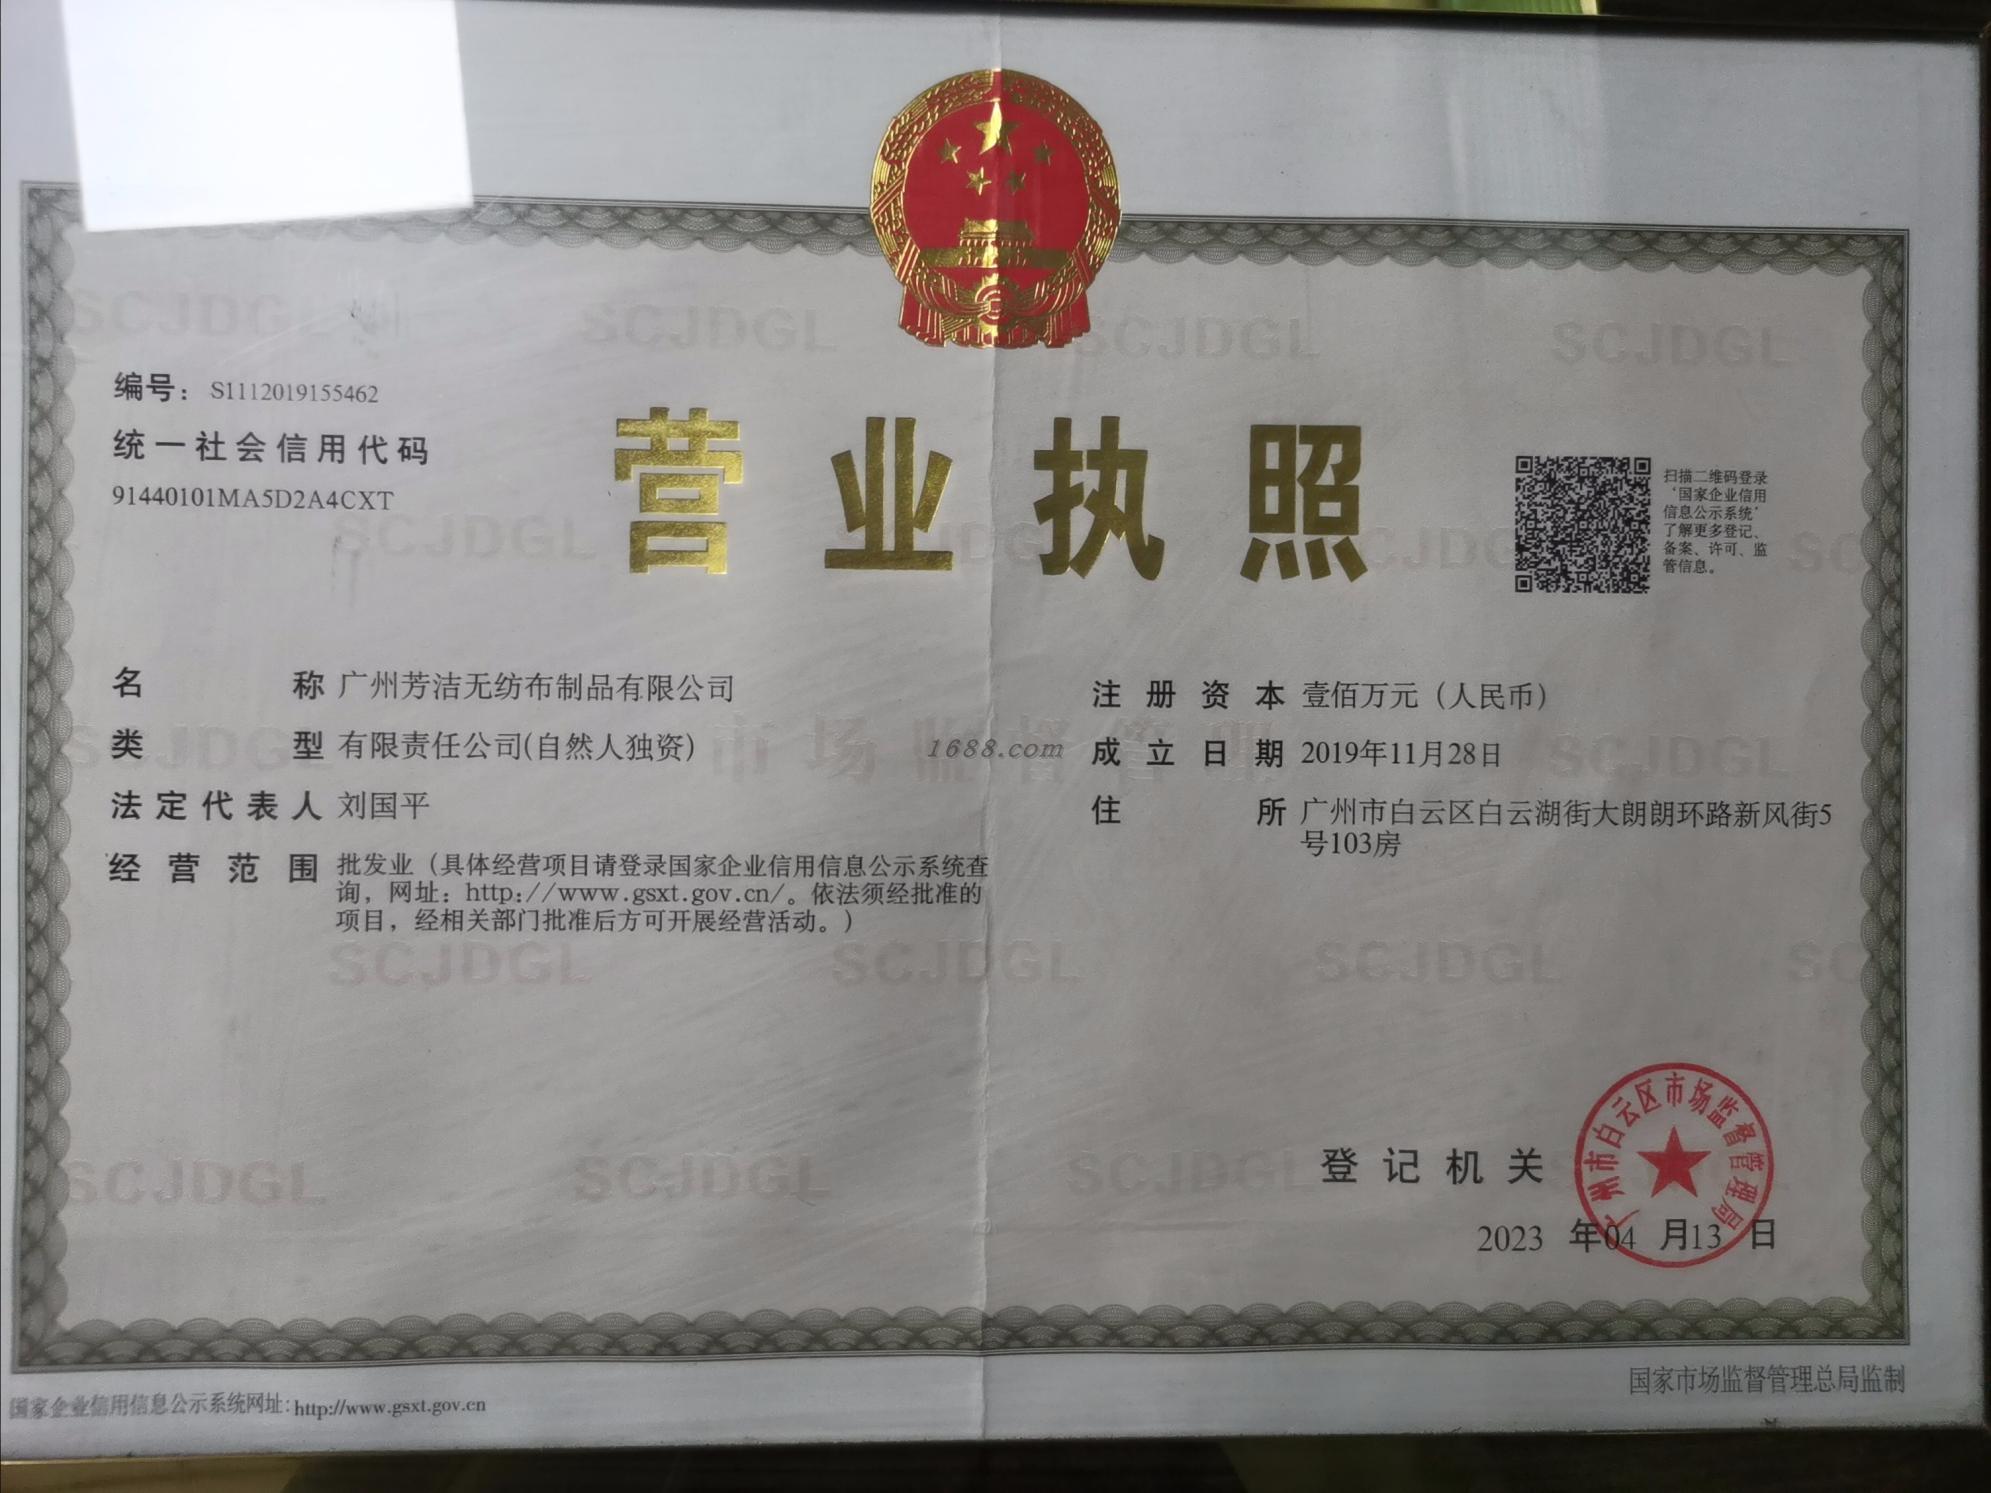 编号： S1112019155462
统一社会信用代码
91440101MA5D2A4CXT
营业执照
扫描二维码登录
‘国家企业信用
信息公示系统’
了解更多登记、
备案、许可、监
管信息。
名称 广州芳洁无纺布制品有限公司
类型 有限责任公司(自然人独资)
法定代表人 刘国平
经营范围 批发业（具体经营项目请登录国家企业信用信息公示系统查
询，网址：http://www.gsxt.gov.cn/。依法须经批准的
项目，经相关部门批准后方可开展经营活动。）
1688.com
注册资本 壹佰万元（人民币）
成立日期 2019年11月28日
住所 广州市白云区白云湖街大朗朗环路新风街5
号103房
SCJDGL
市场监督管理
登记机关
广州市白云区市场监督管理局
2023 年04 月13 日
国家企业信用信息公示系统网址:http://www.gsxt.gov.cn
国家市场监督管理总局监制